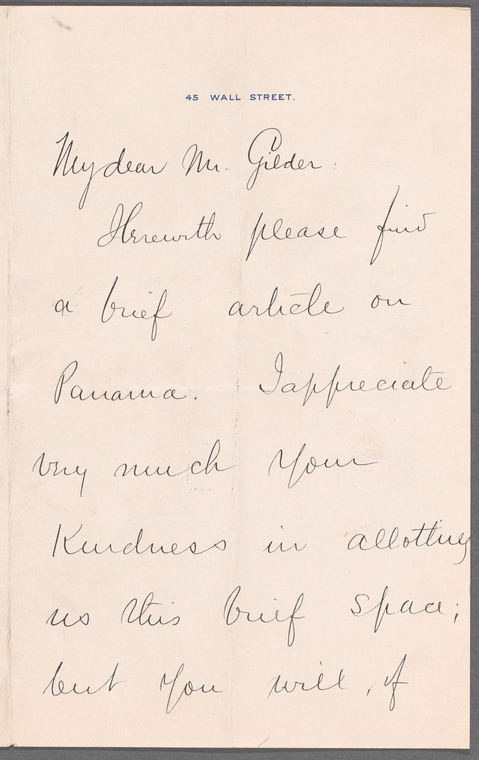 45 WALL STREET.
My dear Mr. Gilder:
Herewith please find
a brief article on
Panama. I appreciate
very much your
kindness in allotting
us this brief space;
but you will, if